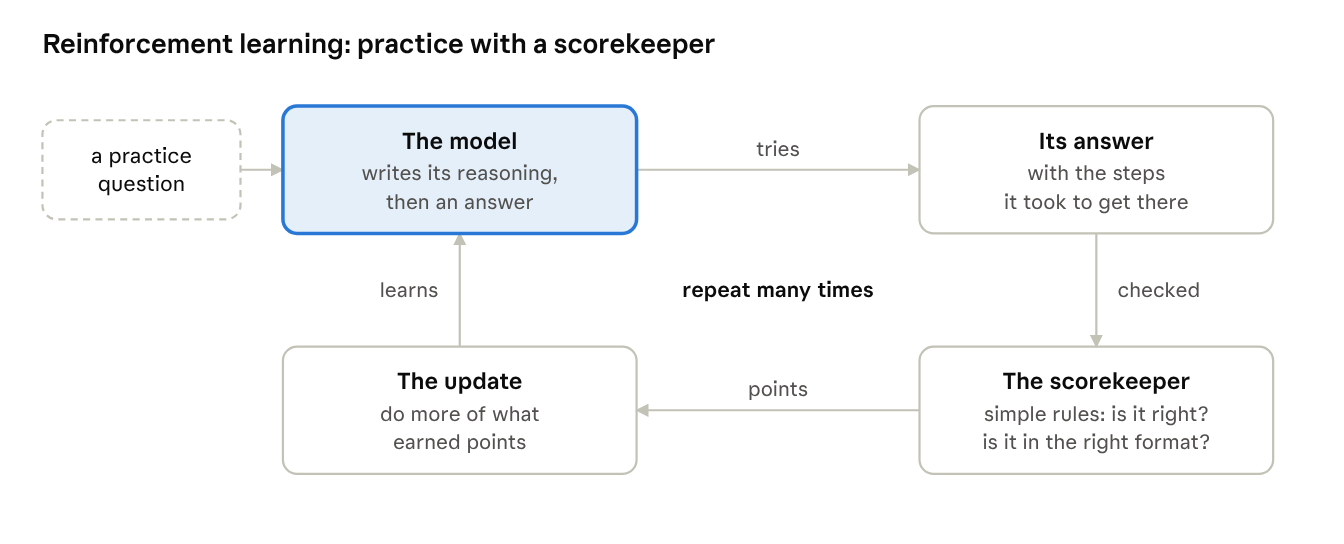 Reinforcement learning: practice with a scorekeeper
a practice
question
The model
writes its reasoning,
then an answer
tries
Its answer
with the steps
it took to get there
learns
repeat many times
checked
The update
do more of what
earned points
points
The scorekeeper
simple rules: is it right?
is it in the right format?